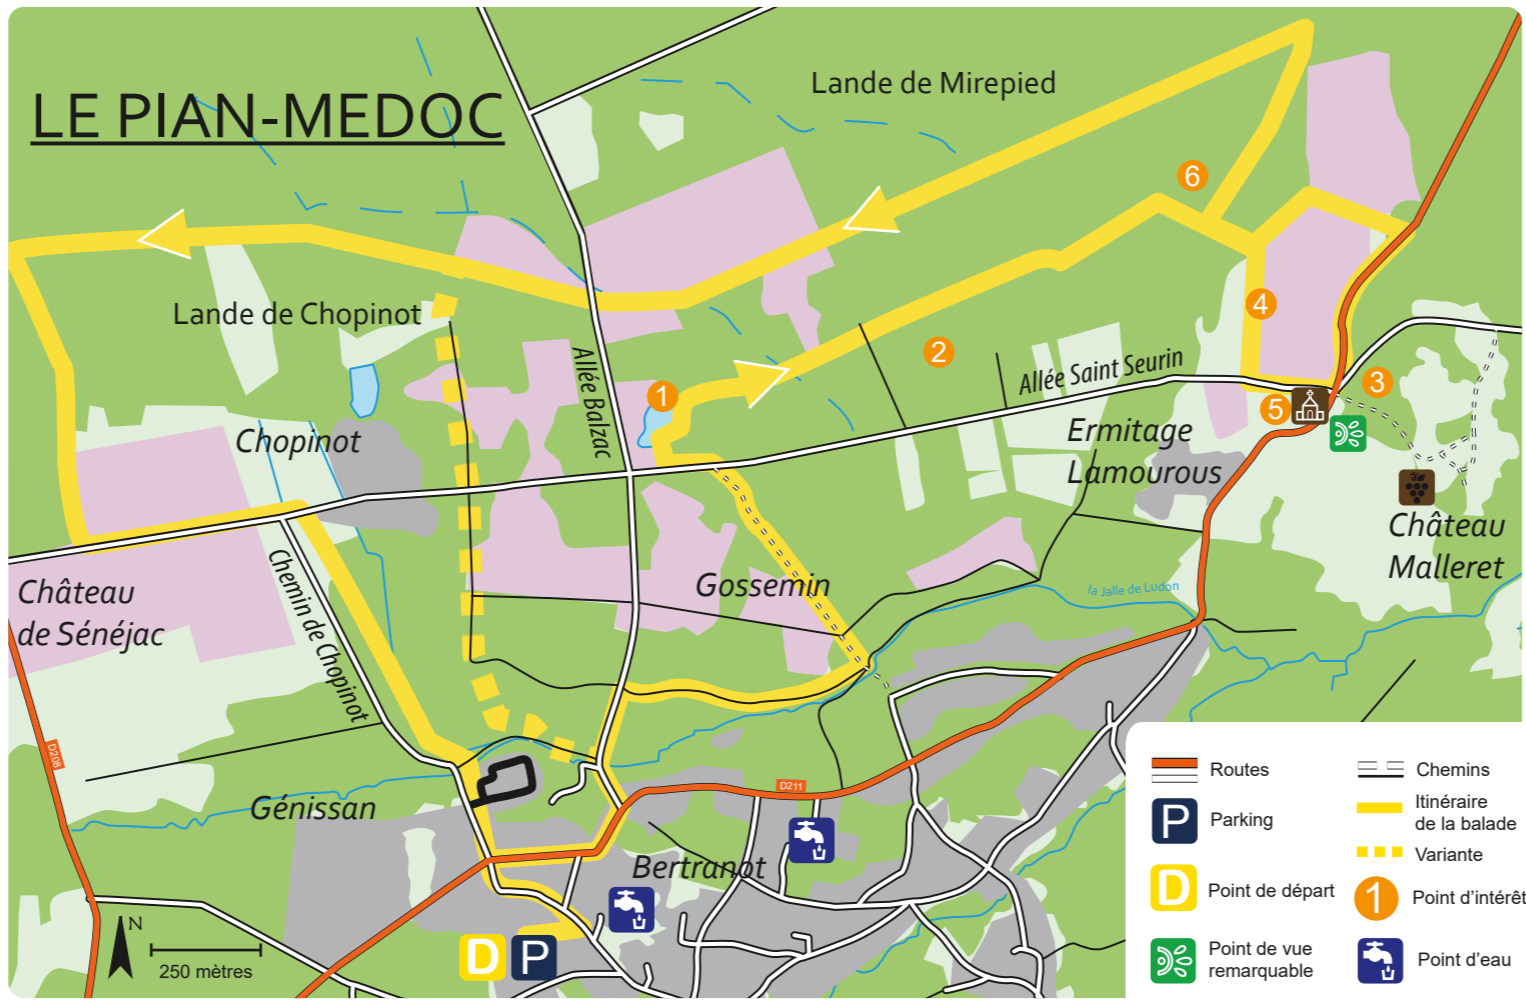 LE PIAN-MEDOC
Lande de Mirepied
6
Lande de Chopinot
4
Allée Balzac
2
Allée Saint Seurin
1
3
5
Chopinot
Ermitage
Lamourous
Château
Malleret
Château
de Sénéjac
Chemin de Chopinot
Gossemin
la Jalle de Ludon
D208
D211
Génissan
Bertranot
D
P
N
250 mètres
Routes
P
Parking
D
Point de départ
Point de vue
remarquable
Chemins
Itinéraire
de la balade
Variante
1
Point d'intérêt
Point d'eau